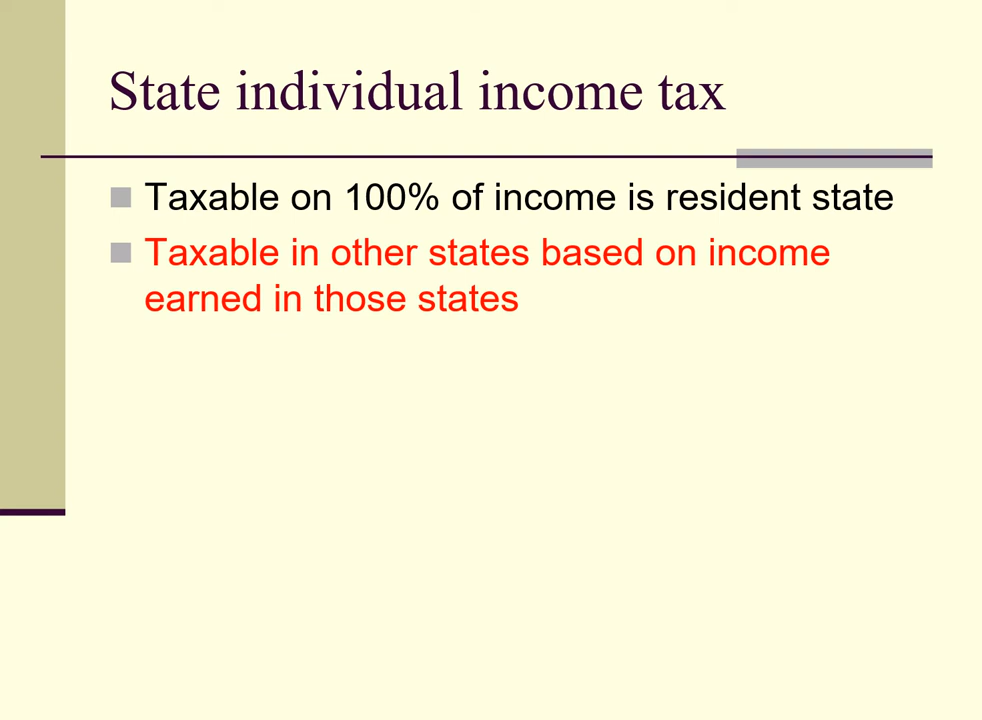 State individual income tax
Taxable on 100% of income is resident state
Taxable in other states based on income
earned in those states